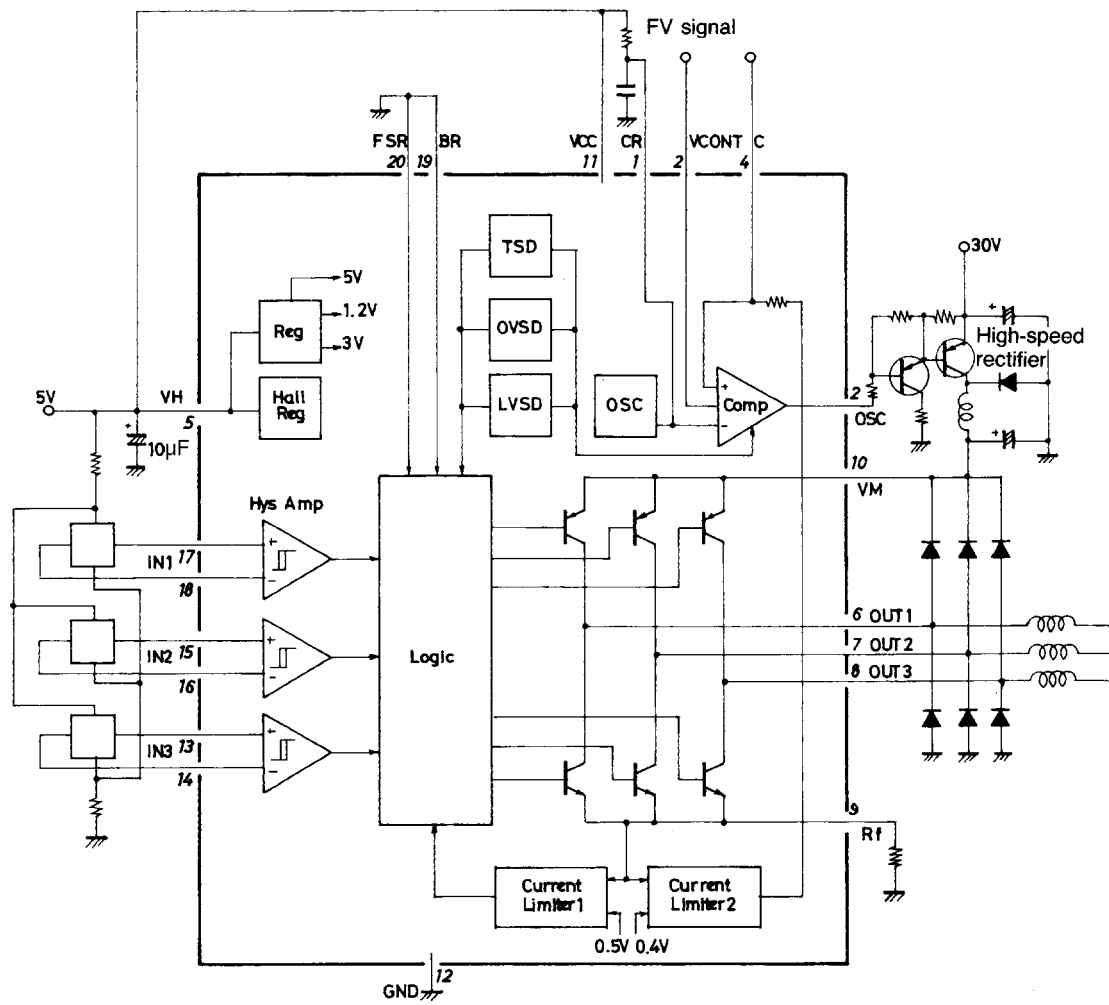 FV signal
FSR BR VCC CR VCONT C
20 19 11 1 2 4
TSD
30V
5V
1.2V
3V
Reg
OVSD
High-speed
rectifier
5V
VH
5
Hall
Reg
LVSD
OSC
+
-
Comp
2
OSC
+
+
+
10μF
10
VM
Hys Amp
IN1 17
18
+
-
6 OUT1
IN2 15
16
+
-
Logic
7 OUT2
8 OUT3
IN3 13
14
+
-
9
Rf
Current
Limiter1
Current
Limiter2
0.5V 0.4V
12
GND